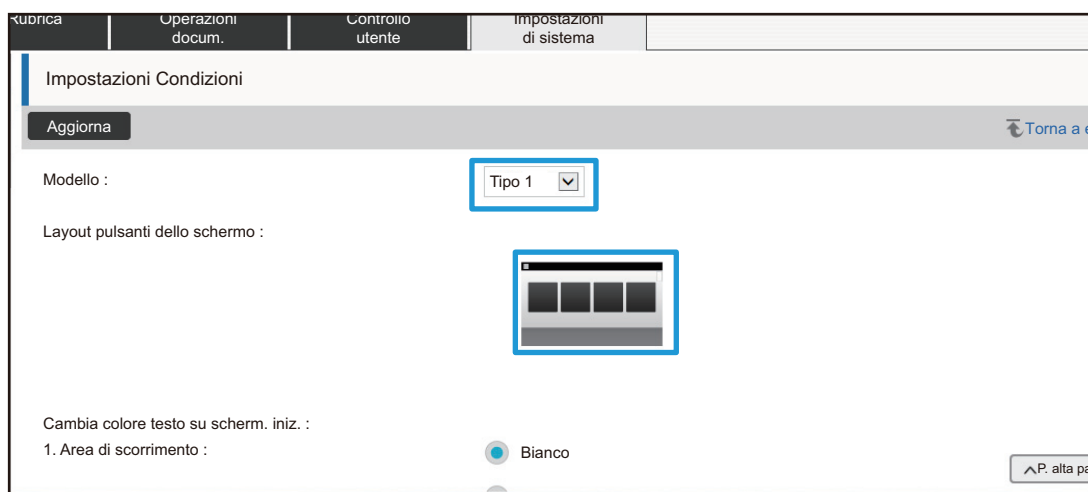 Rubrica
Operazioni
docum.
Controllo
utente
Impostazioni
di sistema
Impostazioni Condizioni
Aggiorna
Torna a e
Modello :
Tipo 1
Layout pulsanti dello schermo :
Cambia colore testo su scherm. iniz. :
1. Area di scorrimento :
Bianco
P. alta pa